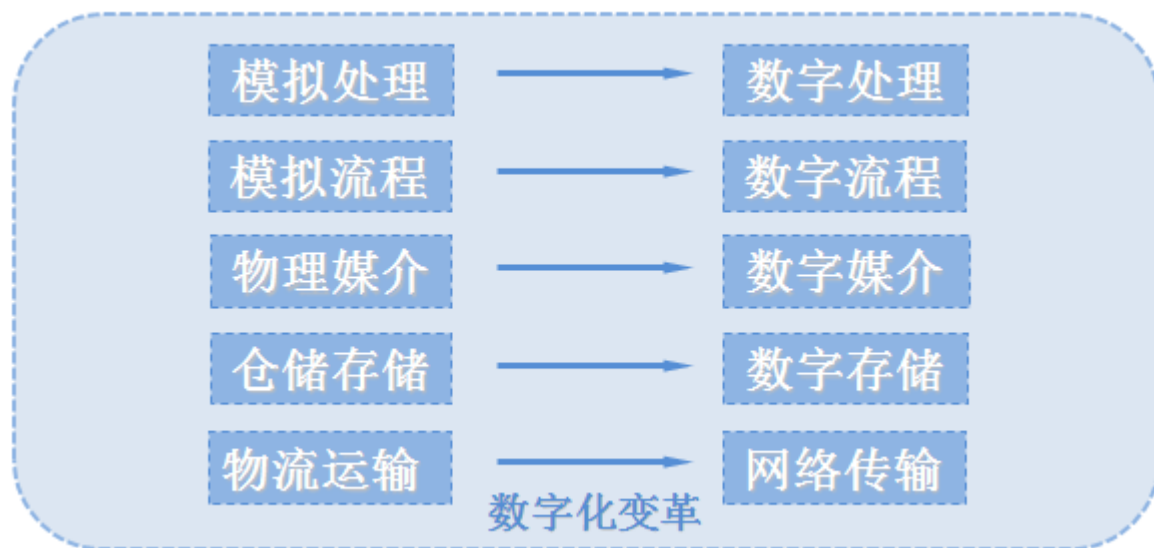 模拟处理 数字处理
模拟流程 数字流程
物理媒介 数字媒介
仓储存储 数字存储
物流运输 网络传输
数字化变革